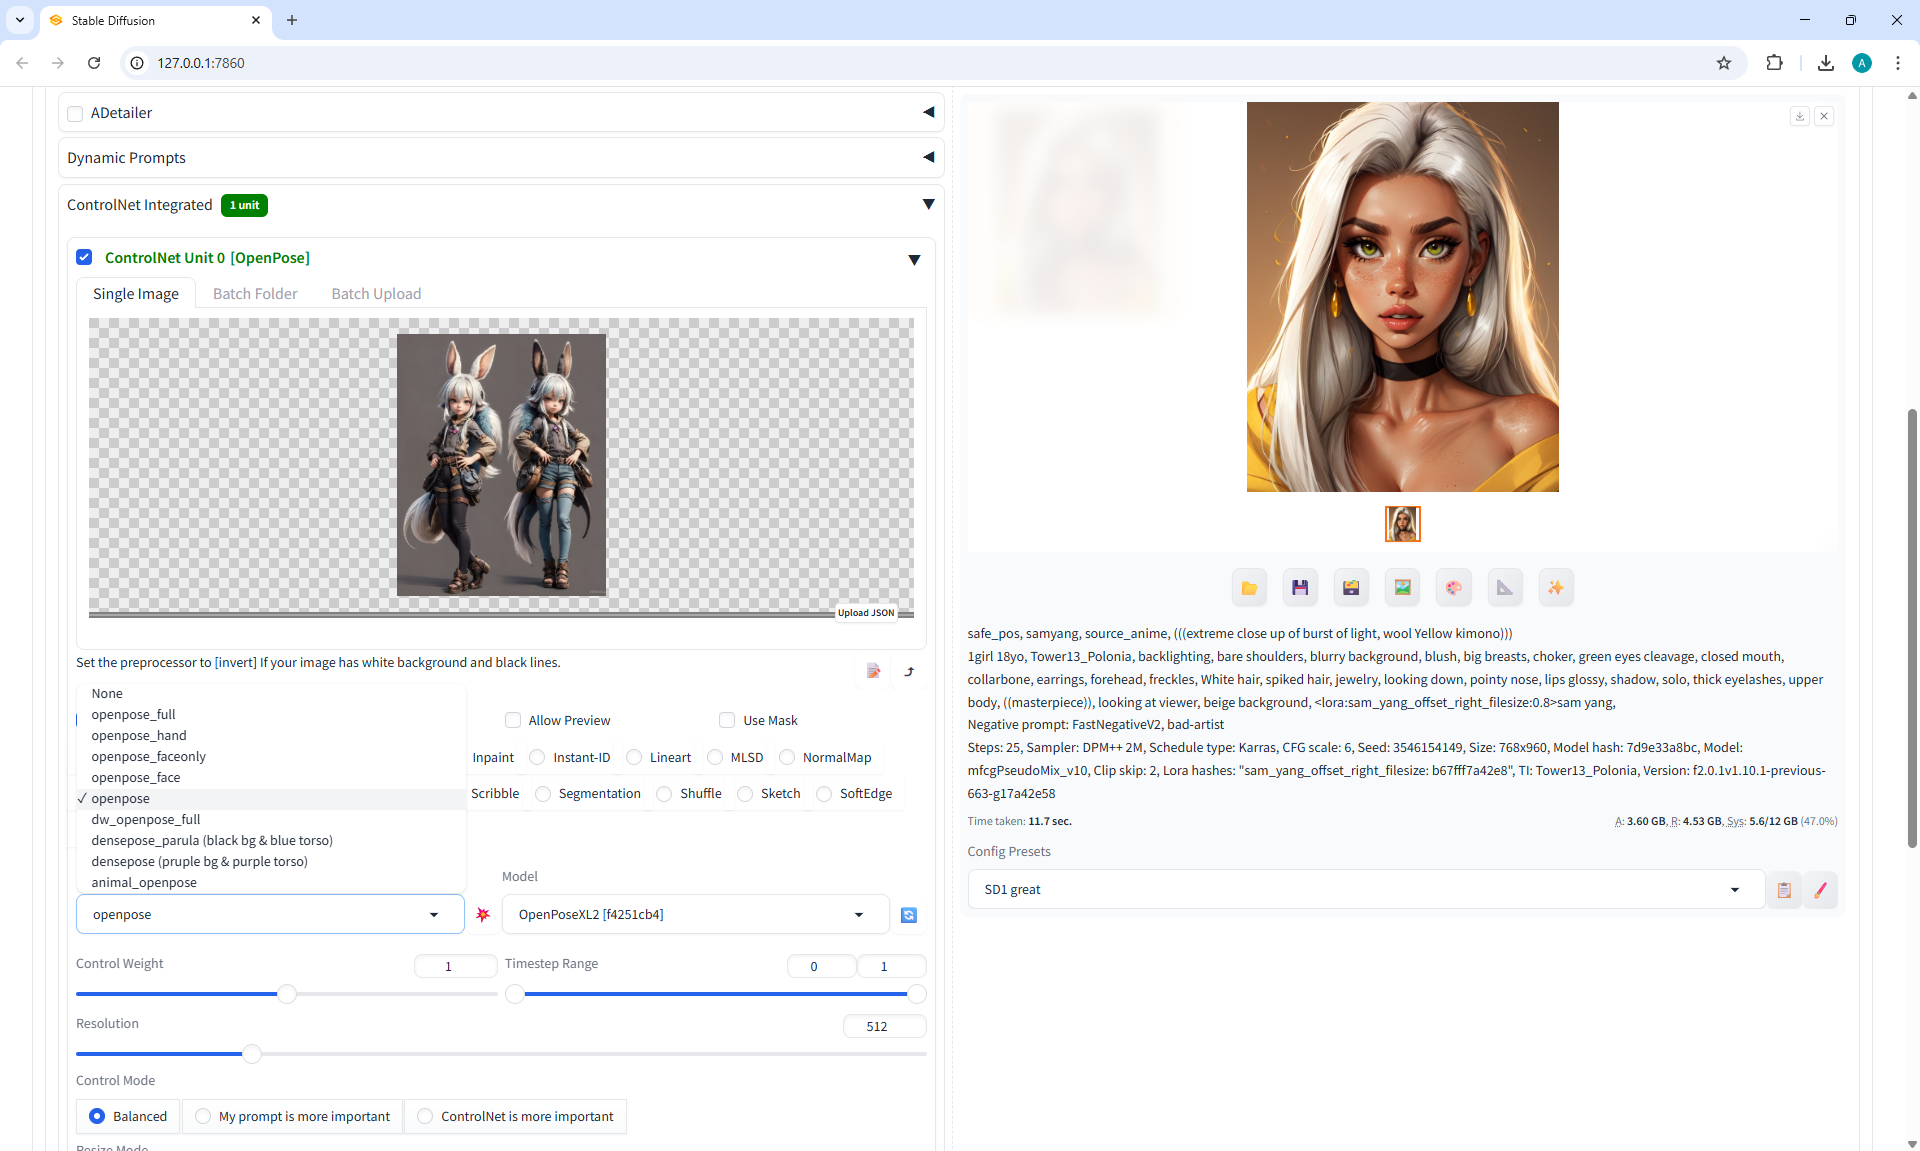 Stable Diffusion
127.0.0.1:7860
A
ADetailer
Dynamic Prompts
ControlNet Integrated 1 unit
ControlNet Unit 0 [OpenPose]
Single Image Batch Folder Batch Upload
Upload JSON
Set the preprocessor to [invert] If your image has white background and black lines.
None
openpose_full
Allow Preview Use Mask
openpose_hand
openpose_faceonly
Inpaint Instant-ID Lineart MLSD NormalMap
openpose_face
openpose
Scribble Segmentation Shuffle Sketch SoftEdge
dw_openpose_full
densepose_parula (black bg & blue torso)
densepose (pruple bg & purple torso)
animal_openpose
Model
openpose
OpenPoseXL2 [f4251cb4]
Control Weight 1
Timestep Range 0 1
Resolution 512
Control Mode
Balanced My prompt is more important ControlNet is more important
Resize Mode
safe_pos, samyang, source_anime, (((extreme close up of burst of light, wool Yellow kimono)))
1girl 18yo, Tower13_Polonia, backlighting, bare shoulders, blurry background, blush, big breasts, choker, green eyes cleavage, closed mouth,
collarbone, earrings, forehead, freckles, White hair, spiked hair, jewelry, looking down, pointy nose, lips glossy, shadow, solo, thick eyelashes, upper
body, ((masterpiece)), looking at viewer, beige background, <lora:sam_yang_offset_right_filesize:0.8>sam yang,
Negative prompt: FastNegativeV2, bad-artist
Steps: 25, Sampler: DPM++ 2M, Schedule type: Karras, CFG scale: 6, Seed: 3546154149, Size: 768x960, Model hash: 7d9e33a8bc, Model:
mfcgPseudoMix_v10, Clip skip: 2, Lora hashes: "sam_yang_offset_right_filesize: b67fff7a42e8", TI: Tower13_Polonia, Version: f2.0.1v1.10.1-previous-
663-g17a42e58
Time taken: 11.7 sec.
A: 3.60 GB, R: 4.53 GB, Sys: 5.6/12 GB (47.0%)
Config Presets
SD1 great